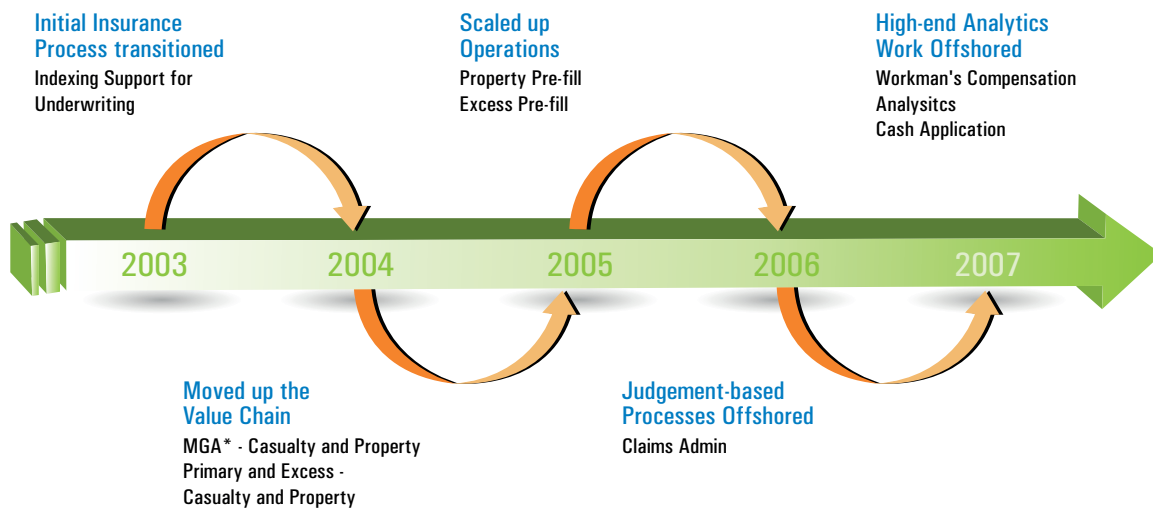 Initial Insurance
Process transitioned
Indexing Support for
Underwriting
Scaled up
Operations
Property Pre-fill
Excess Pre-fill
High-end Analytics
Work Offshored
Workman's Compensation
Analysitcs
Cash Application
2003
2004
2005
2006
2007
Moved up the
Value Chain
MGA* - Casualty and Property
Primary and Excess -
Casualty and Property
Judgement-based
Processes Offshored
Claims Admin